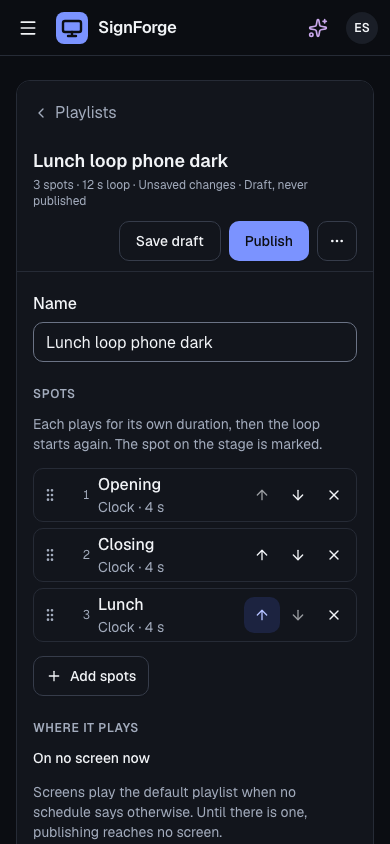 SignForge
ES
Playlists
Lunch loop phone dark
3 spots · 12 s loop · Unsaved changes · Draft, never
published
Save draft
Publish
Name
Lunch loop phone dark
SPOTS
Each plays for its own duration, then the loop
starts again. The spot on the stage is marked.
1 Opening
Clock · 4 s
2 Closing
Clock · 4 s
3 Lunch
Clock · 4 s
Add spots
WHERE IT PLAYS
On no screen now
Screens play the default playlist when no
schedule says otherwise. Until there is one,
publishing reaches no screen.